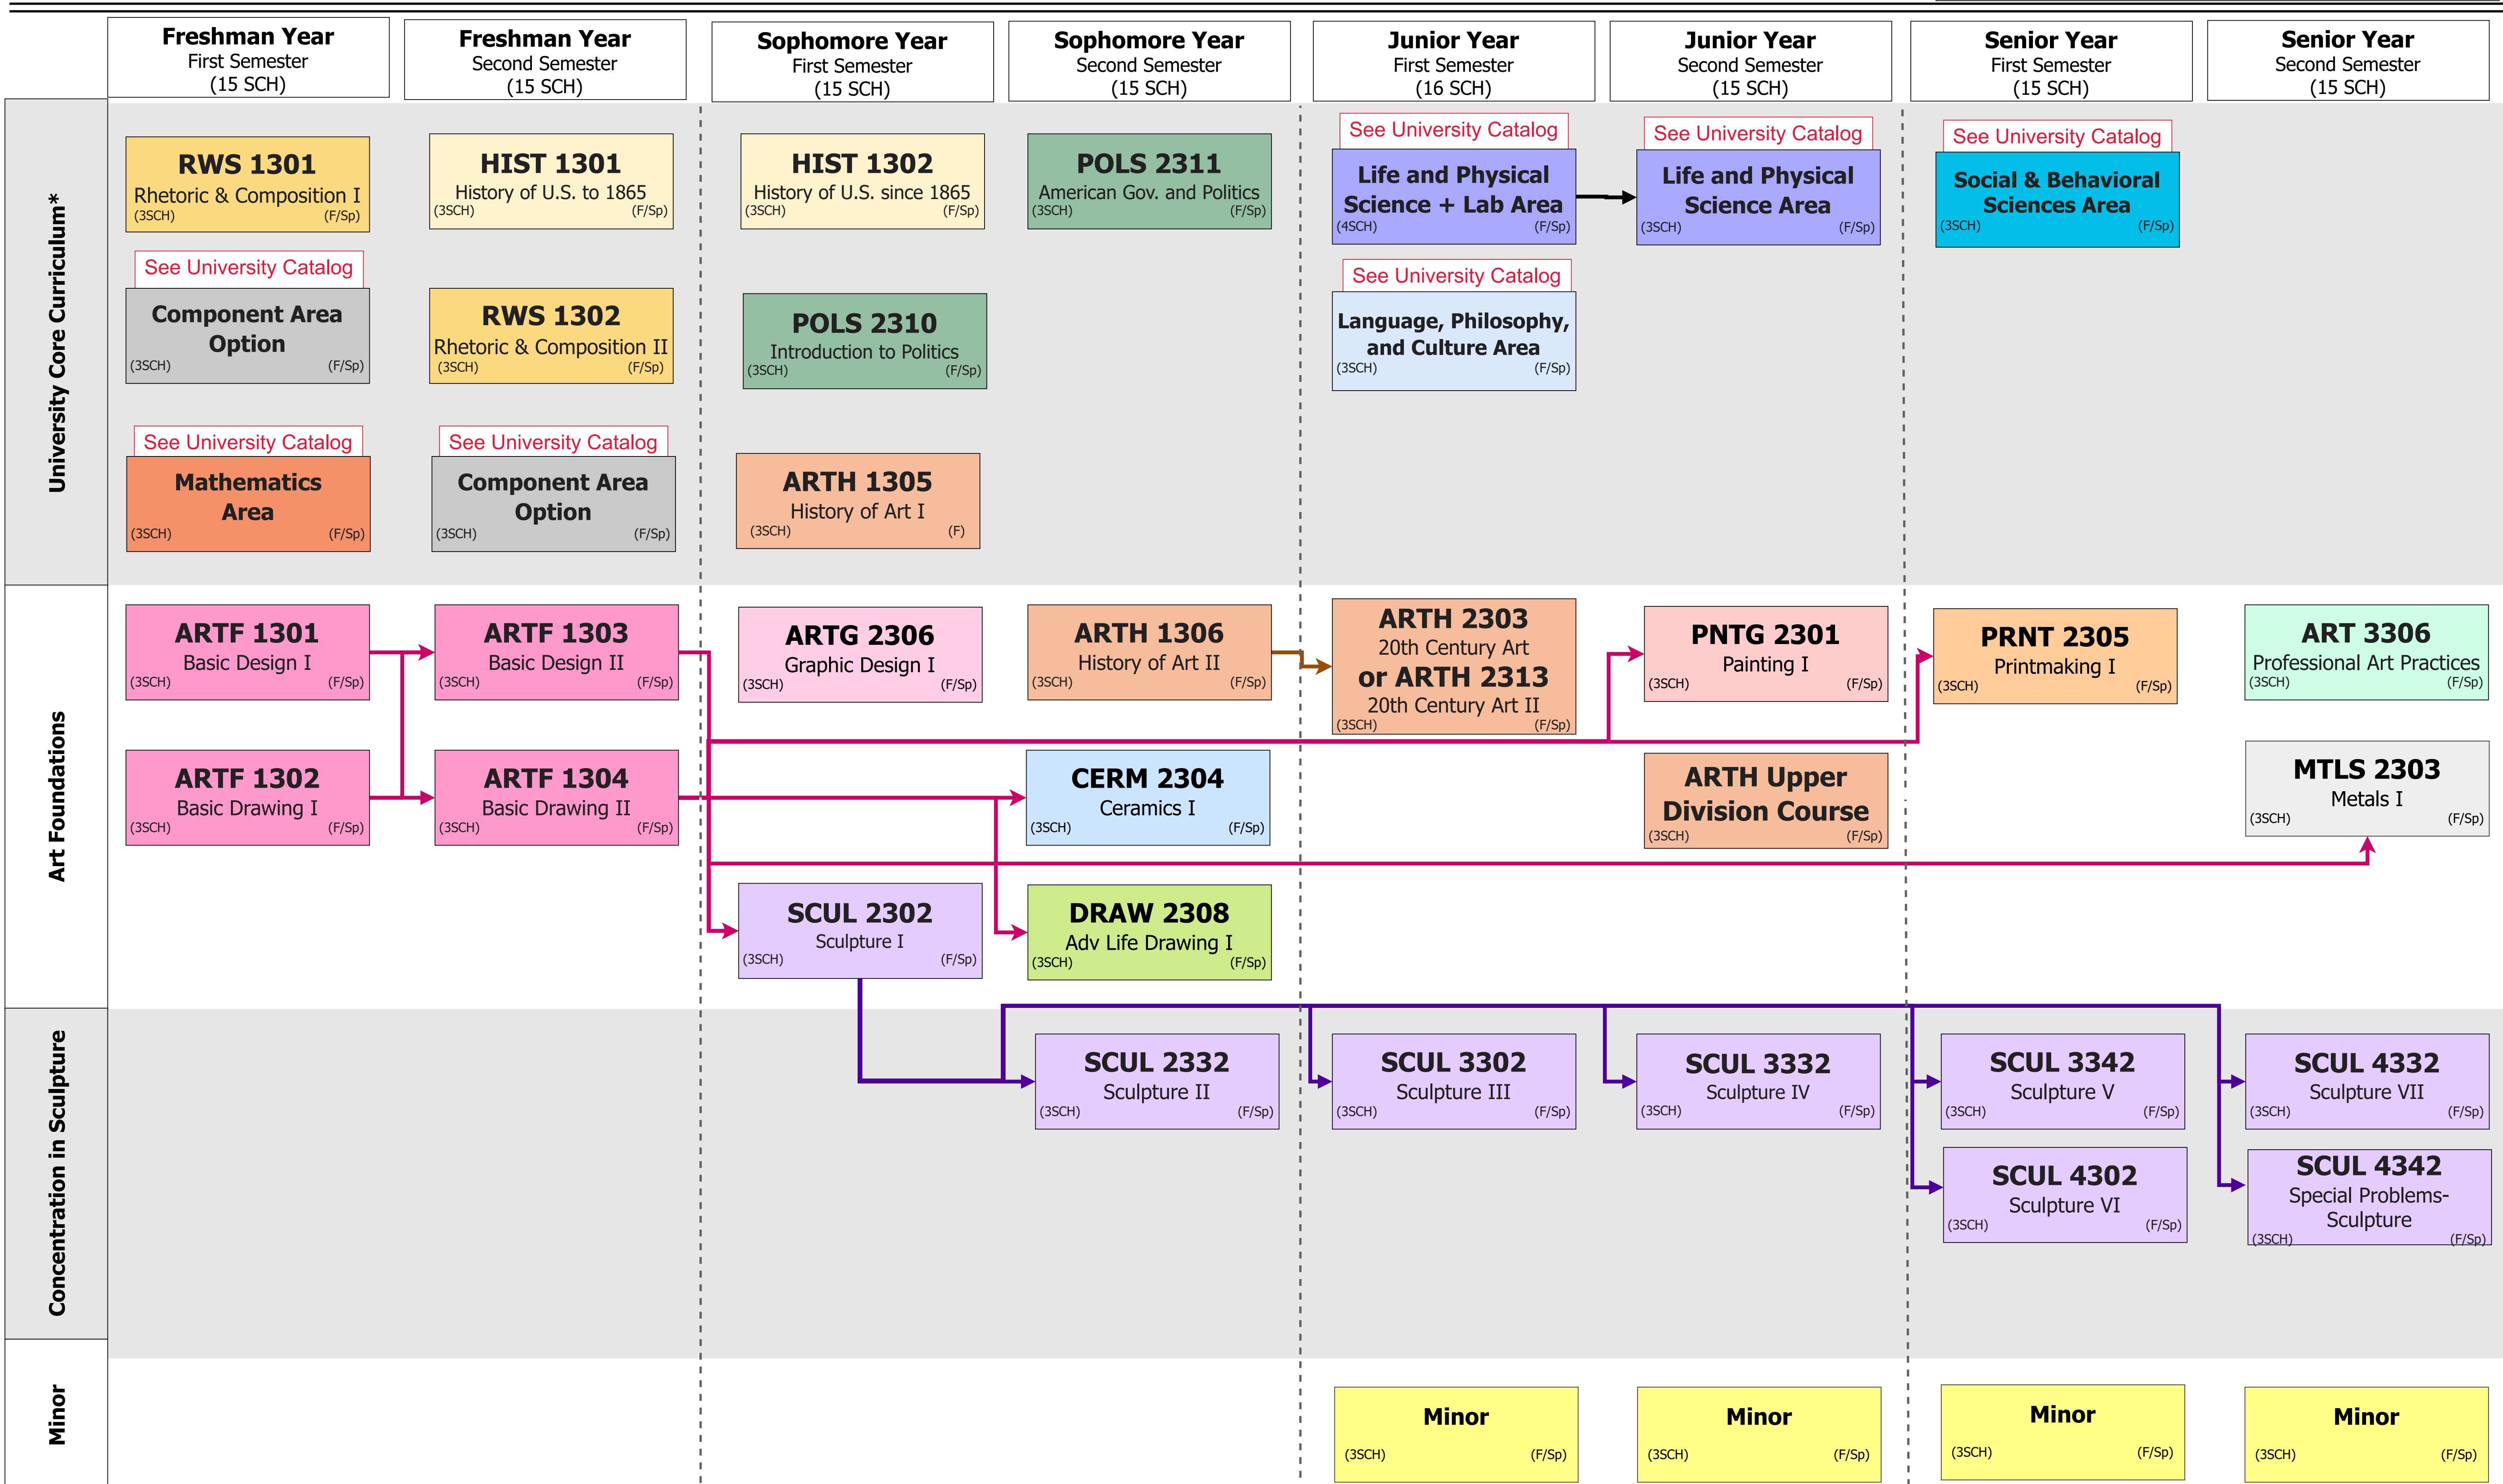 Freshman Year
First Semester
(15 SCH)
Freshman Year
Second Semester
(15 SCH)
Sophomore Year
First Semester
(15 SCH)
Sophomore Year
Second Semester
(15 SCH)
Junior Year
First Semester
(16 SCH)
Junior Year
Second Semester
(15 SCH)
Senior Year
First Semester
(15 SCH)
Senior Year
Second Semester
(15 SCH)
University Core Curriculum*
RWS 1301
Rhetoric & Composition I
(3SCH) (F/Sp)
HIST 1301
History of U.S. to 1865
(3SCH) (F/Sp)
HIST 1302
History of U.S. since 1865
(3SCH) (F/Sp)
POLS 2311
American Gov. and Politics
(3SCH) (F/Sp)
See University Catalog
Life and Physical
Science + Lab Area
(4SCH) (F/Sp)
See University Catalog
Life and Physical
Science Area
(3SCH) (F/Sp)
See University Catalog
Social & Behavioral
Sciences Area
(3SCH) (F/Sp)
See University Catalog
Component Area
Option
(3SCH) (F/Sp)
RWS 1302
Rhetoric & Composition II
(3SCH) (F/Sp)
POLS 2310
Introduction to Politics
(3SCH) (F/Sp)
See University Catalog
Language, Philosophy,
and Culture Area
(3SCH) (F/Sp)
See University Catalog
Mathematics
Area
(3SCH) (F/Sp)
See University Catalog
Component Area
Option
(3SCH) (F/Sp)
ARTH 1305
History of Art I
(3SCH) (F)
Art Foundations
ARTF 1301
Basic Design I
(3SCH) (F/Sp)
ARTF 1303
Basic Design II
(3SCH) (F/Sp)
ARTG 2306
Graphic Design I
(3SCH) (F/Sp)
ARTH 1306
History of Art II
(3SCH) (F/Sp)
ARTH 2303
20th Century Art
or ARTH 2313
20th Century Art II
(3SCH) (F/Sp)
PNTG 2301
Painting I
(3SCH) (F/Sp)
PRNT 2305
Printmaking I
(3SCH) (F/Sp)
ART 3306
Professional Art Practices
(3SCH) (F/Sp)
ARTF 1302
Basic Drawing I
(3SCH) (F/Sp)
ARTF 1304
Basic Drawing II
(3SCH) (F/Sp)
CERM 2304
Ceramics I
(3SCH) (F/Sp)
ARTH Upper
Division Course
(3SCH) (F/Sp)
MTLS 2303
Metals I
(3SCH) (F/Sp)
SCUL 2302
Sculpture I
(3SCH) (F/Sp)
DRAW 2308
Adv Life Drawing I
(3SCH) (F/Sp)
Concentration in Sculpture
SCUL 2332
Sculpture II
(3SCH) (F/Sp)
SCUL 3302
Sculpture III
(3SCH) (F/Sp)
SCUL 3332
Sculpture IV
(3SCH) (F/Sp)
SCUL 3342
Sculpture V
(3SCH) (F/Sp)
SCUL 4332
Sculpture VII
(3SCH) (F/Sp)
SCUL 4302
Sculpture VI
(3SCH) (F/Sp)
SCUL 4342
Special Problems-
Sculpture
(3SCH) (F/Sp)
Minor
Minor
(3SCH) (F/Sp)
Minor
(3SCH) (F/Sp)
Minor
(3SCH) (F/Sp)
Minor
(3SCH) (F/Sp)